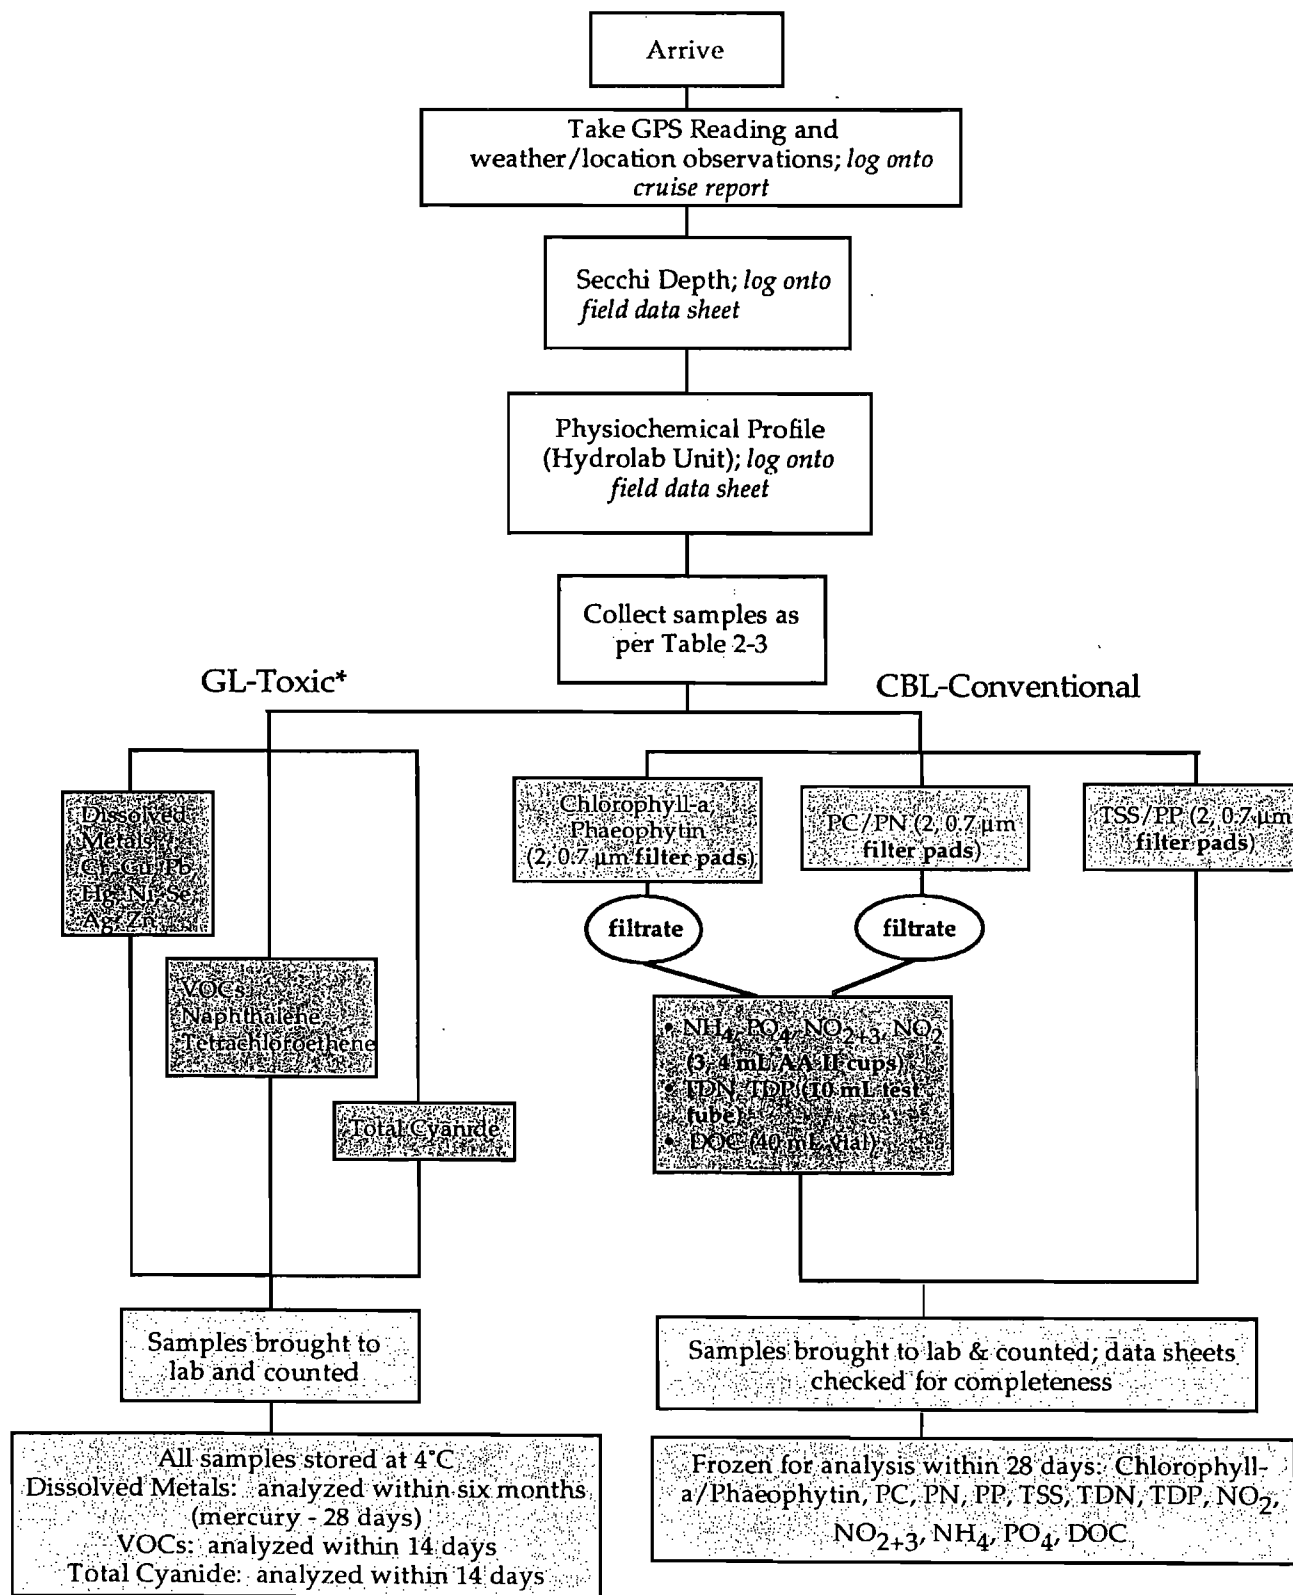 Arrive
Take GPS Reading and
weather/location observations; log onto
cruise report
Secchi Depth; log onto
field data sheet
Physiochemical Profile
(Hydrolab Unit); log onto
field data sheet
Collect samples as
per Table 2-3
GL-Toxic*
CBL-Conventional
Dissolved
Metals
Cr, Cu, Pb
Hg, Ni, Se
Ag, Zn
VOCs
Naphthalene
Tetrachloroethene
Total Cyanide
Chlorophyll-a,
Phaeophytin
(2, 0.7 µm filter pads)
PC/PN (2, 0.7 µm
filter pads)
TSS/PP (2, 0.7 µm
filter pads)
filtrate
filtrate
• NH4, PO4, NO2+3, NO2
(3, 4 mL AA-II cups)
• TDN, TDP (10 mL test
tube)
• DOC (40 mL vial)
Samples brought to
lab and counted
Samples brought to lab & counted; data sheets
checked for completeness
All samples stored at 4°C
Dissolved Metals: analyzed within six months
(mercury - 28 days)
VOCs: analyzed within 14 days
Total Cyanide: analyzed within 14 days
Frozen for analysis within 28 days: Chlorophyll-
a/Phaeophytin, PC, PN, PP, TSS, TDN, TDP, NO2,
NO2+3, NH4, PO4, DOC